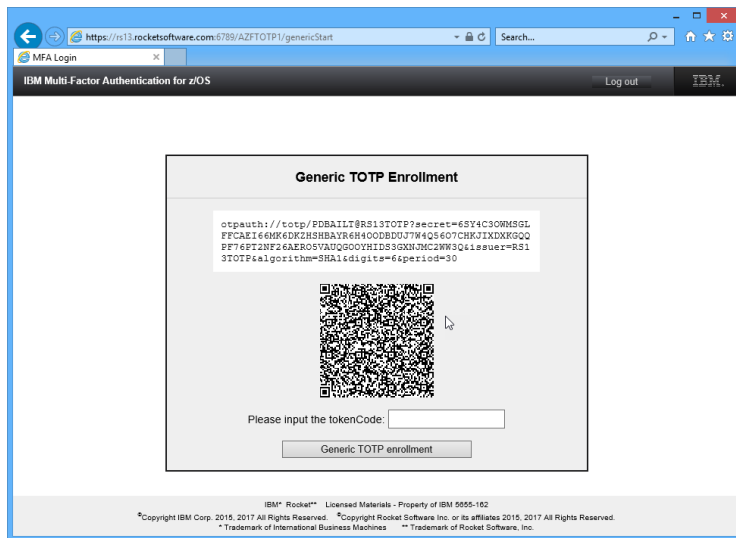 https://rs13.rocketsoftware.com:6789/AZFTOTP1/genericStart
Search...
MFA Login
IBM Multi-Factor Authentication for z/OS
Log out
IBM.
Generic TOTP Enrollment
otpauth://totp/PDBAILT@RS13TOTP?secret=6SY4C3OWMSGL
FFCAEI66MK6DKZHSHBAYR6H4OODBDUJ7W4Q56O7CHKJIXDXKGQQ
PF76PT2NF26AERO5VAUQGOOYHIDS3GXNJMC2WW3Q&issuer=RS1
3TOTP&algorithm=SHA1&digits=6&period=30
Please input the tokenCode:
Generic TOTP enrollment
IBM* Rocket** Licensed Materials - Property of IBM 5655-162
©Copyright IBM Corp. 2015, 2017 All Rights Reserved. ©Copyright Rocket Software Inc. or its affiliates 2015, 2017 All Rights Reserved.
* Trademark of International Business Machines ** Trademark of Rocket Software, Inc.